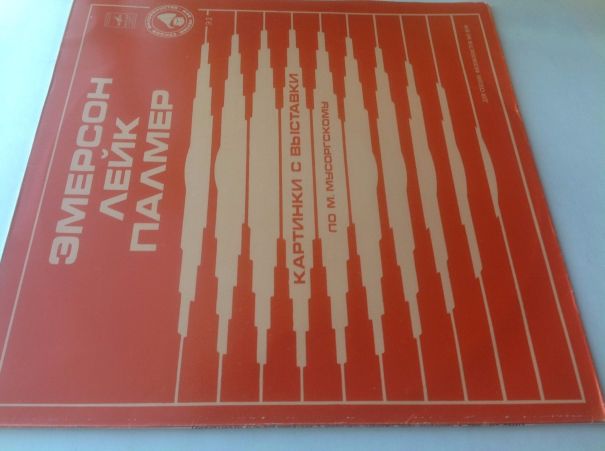 ЭМЕРСОН
ЛЕЙК
ПАЛМЕР
КАРТИНКИ С ВЫСТАВКИ
ПО М. МУСОРГСКОМУ